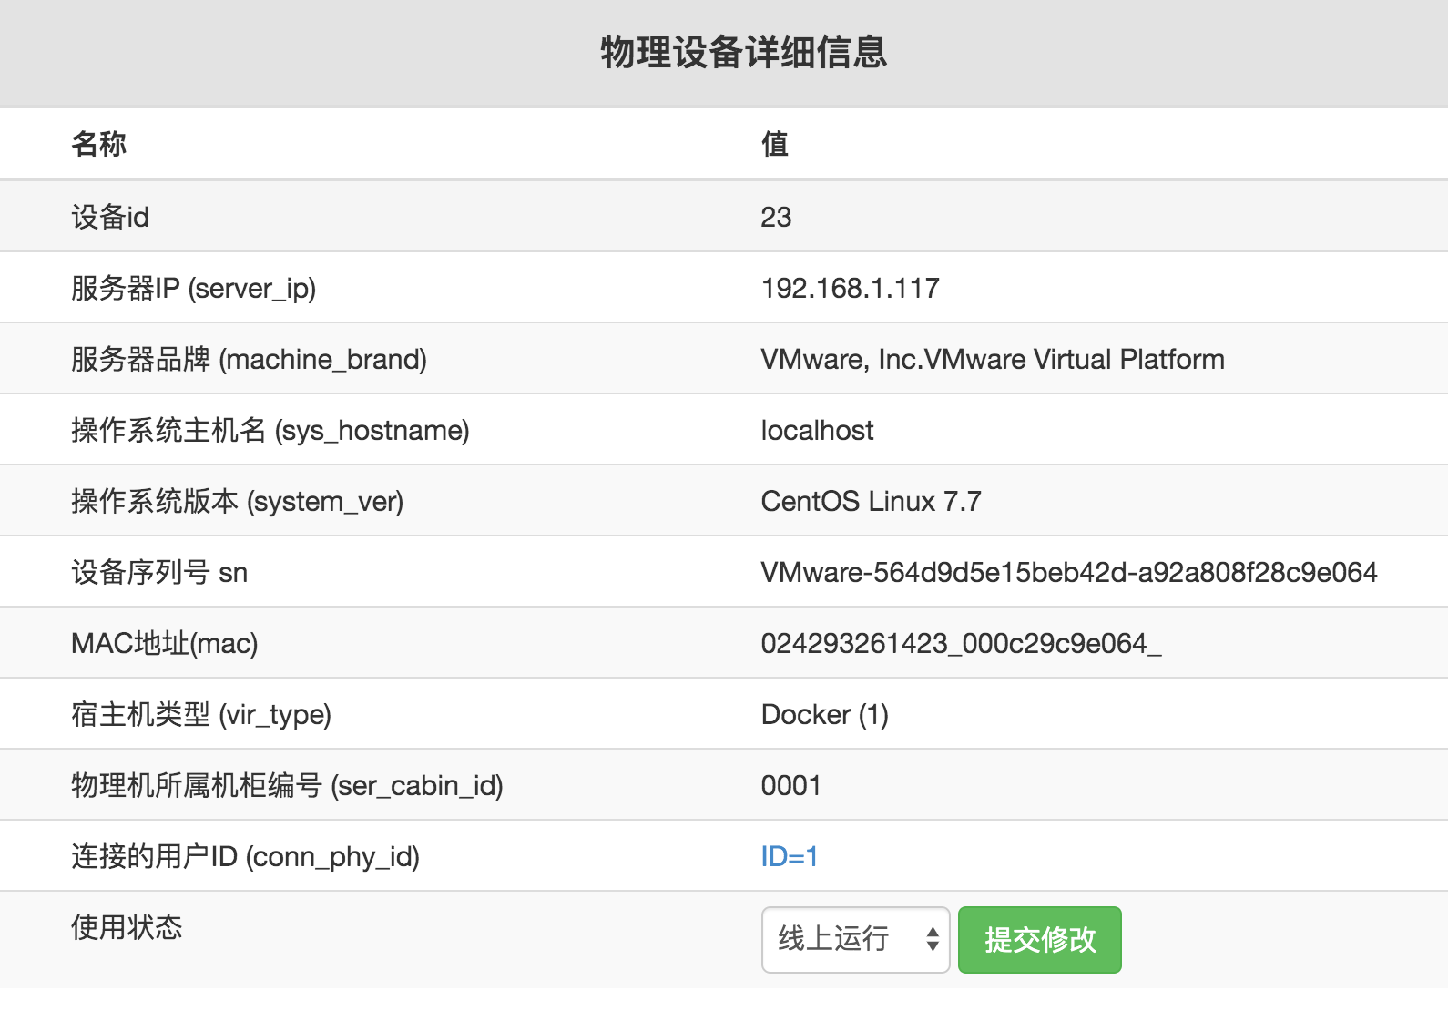 物理设备详细信息
名称 值
设备id 23
服务器IP (server_ip) 192.168.1.117
服务器品牌 (machine_brand) VMware, Inc.VMware Virtual Platform
操作系统主机名 (sys_hostname) localhost
操作系统版本 (system_ver) CentOS Linux 7.7
设备序列号 sn VMware-564d9d5e15beb42d-a92a808f28c9e064
MAC地址(mac) 024293261423_000c29c9e064_
宿主机类型 (vir_type) Docker (1)
物理机所属机柜编号 (ser_cabin_id) 0001
连接的用户ID (conn_phy_id) ID=1
使用状态 线上运行 提交修改